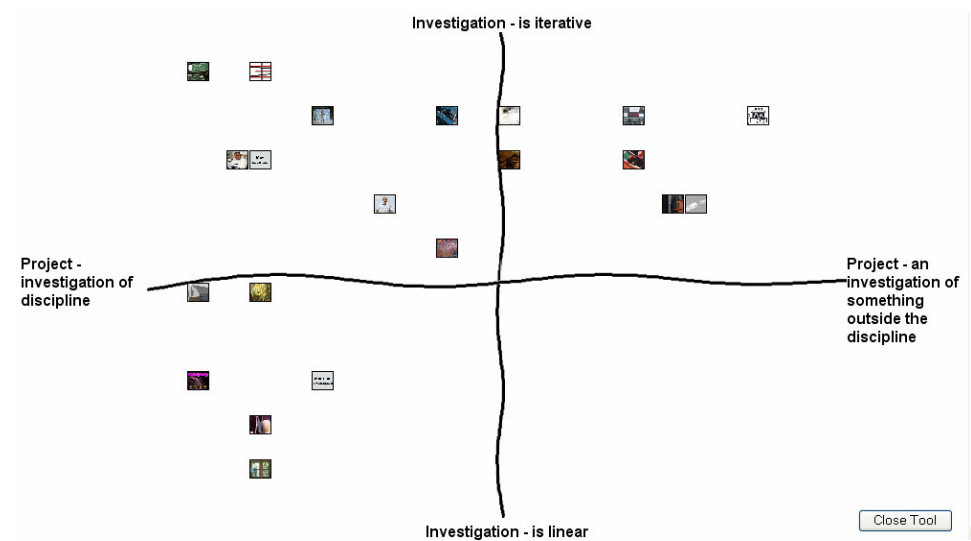 Investigation - is iterative
Project -
investigation of
discipline
Project - an
investigation of
something
outside the
discipline
Investigation - is linear
Close Tool